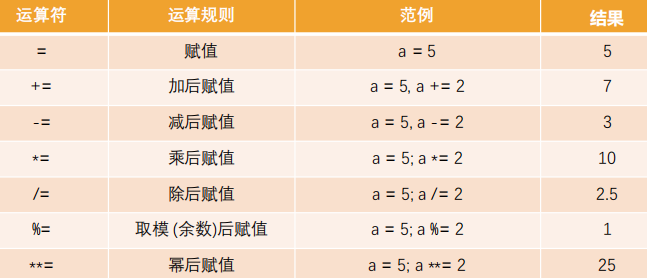 运算符 运算规则 范例 结果
= 赋值 a = 5 5
+= 加后赋值 a = 5, a += 2 7
-= 减后赋值 a = 5, a -= 2 3
*= 乘后赋值 a = 5; a *= 2 10
/= 除后赋值 a = 5; a /= 2 2.5
%= 取模 (余数)后赋值 a = 5; a %= 2 1
**= 幂后赋值 a = 5; a **= 2 25